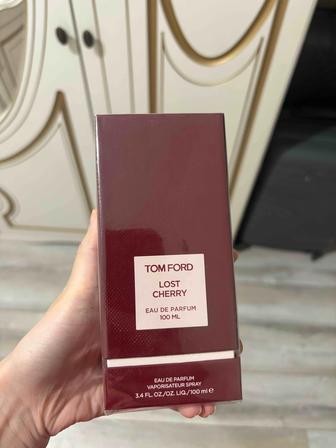 TOM FORD
LOST
CHERRY
EAU DE PARFUM
100 ML
EAU DE PARFUM
VAPORISATEUR SPRAY
3.4 FL. OZ./OZ. LIQ./100 ml ℮